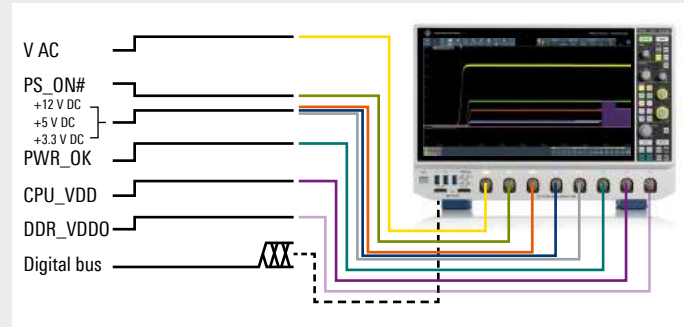 V AC
PS_ON#
+12 V DC
+5 V DC
+3.3 V DC
PWR_OK
CPU_VDD
DDR_VDDO
Digital bus